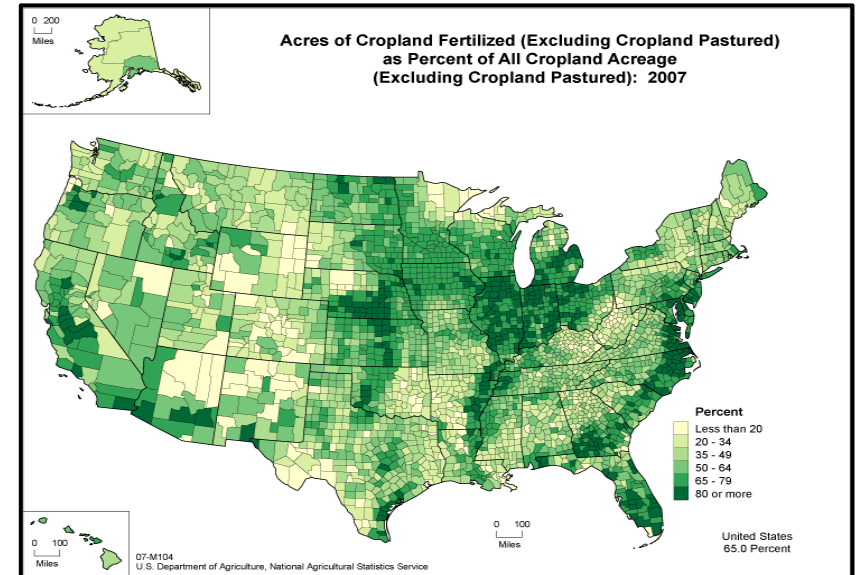 0 200
Miles
Acres of Cropland Fertilized (Excluding Cropland Pastured)
as Percent of All Cropland Acreage
(Excluding Cropland Pastured): 2007
Percent
Less than 20
20 - 34
35 - 49
50 - 64
65 - 79
80 or more
0 100
Miles
United States
65.0 Percent
0 100
Miles
07-M104
U.S. Department of Agriculture, National Agricultural Statistics Service